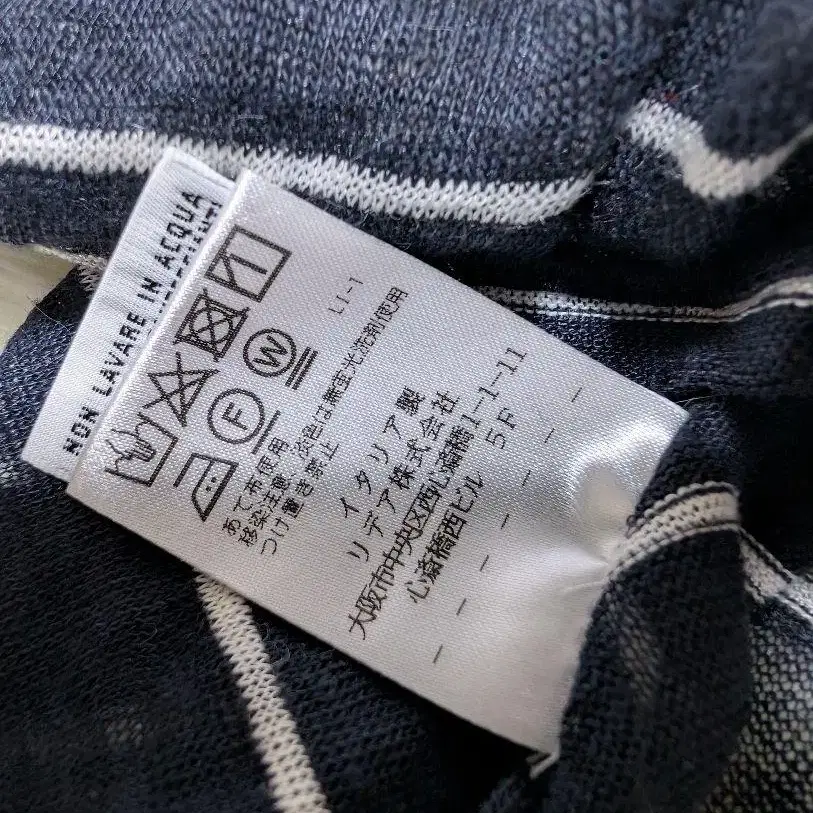 NON LAVARE IN ACQUA
L1-1
W
F
あて布使用
移染注意 淡色は無蛍光洗剤使用
つけ置き禁止
イタリア製
リデア株式会社
大阪市中央区西心斎橋1-1-11
心斎橋西ビル 5F